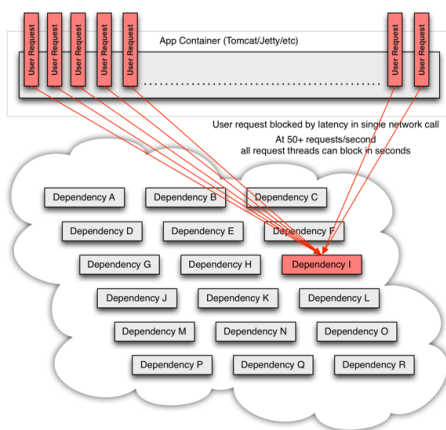 User Request
User Request
User Request
User Request
User Request
User Request
User Request
App Container (Tomcat/Jetty/etc)
User request blocked by latency in single network call
At 50+ requests/second
all request threads can block in seconds
Dependency A
Dependency B
Dependency C
Dependency D
Dependency E
Dependency F
Dependency G
Dependency H
Dependency I
Dependency J
Dependency K
Dependency L
Dependency M
Dependency N
Dependency O
Dependency P
Dependency Q
Dependency R